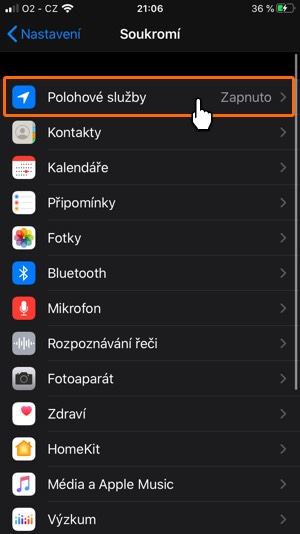 O2 - CZ 21:06 36 %
Nastavení Soukromí
Polohové služby Zapnuto
Kontakty
Kalendáře
Připomínky
Fotky
Bluetooth
Mikrofon
Rozpoznávání řeči
Fotoaparát
Zdraví
HomeKit
Média a Apple Music
Výzkum